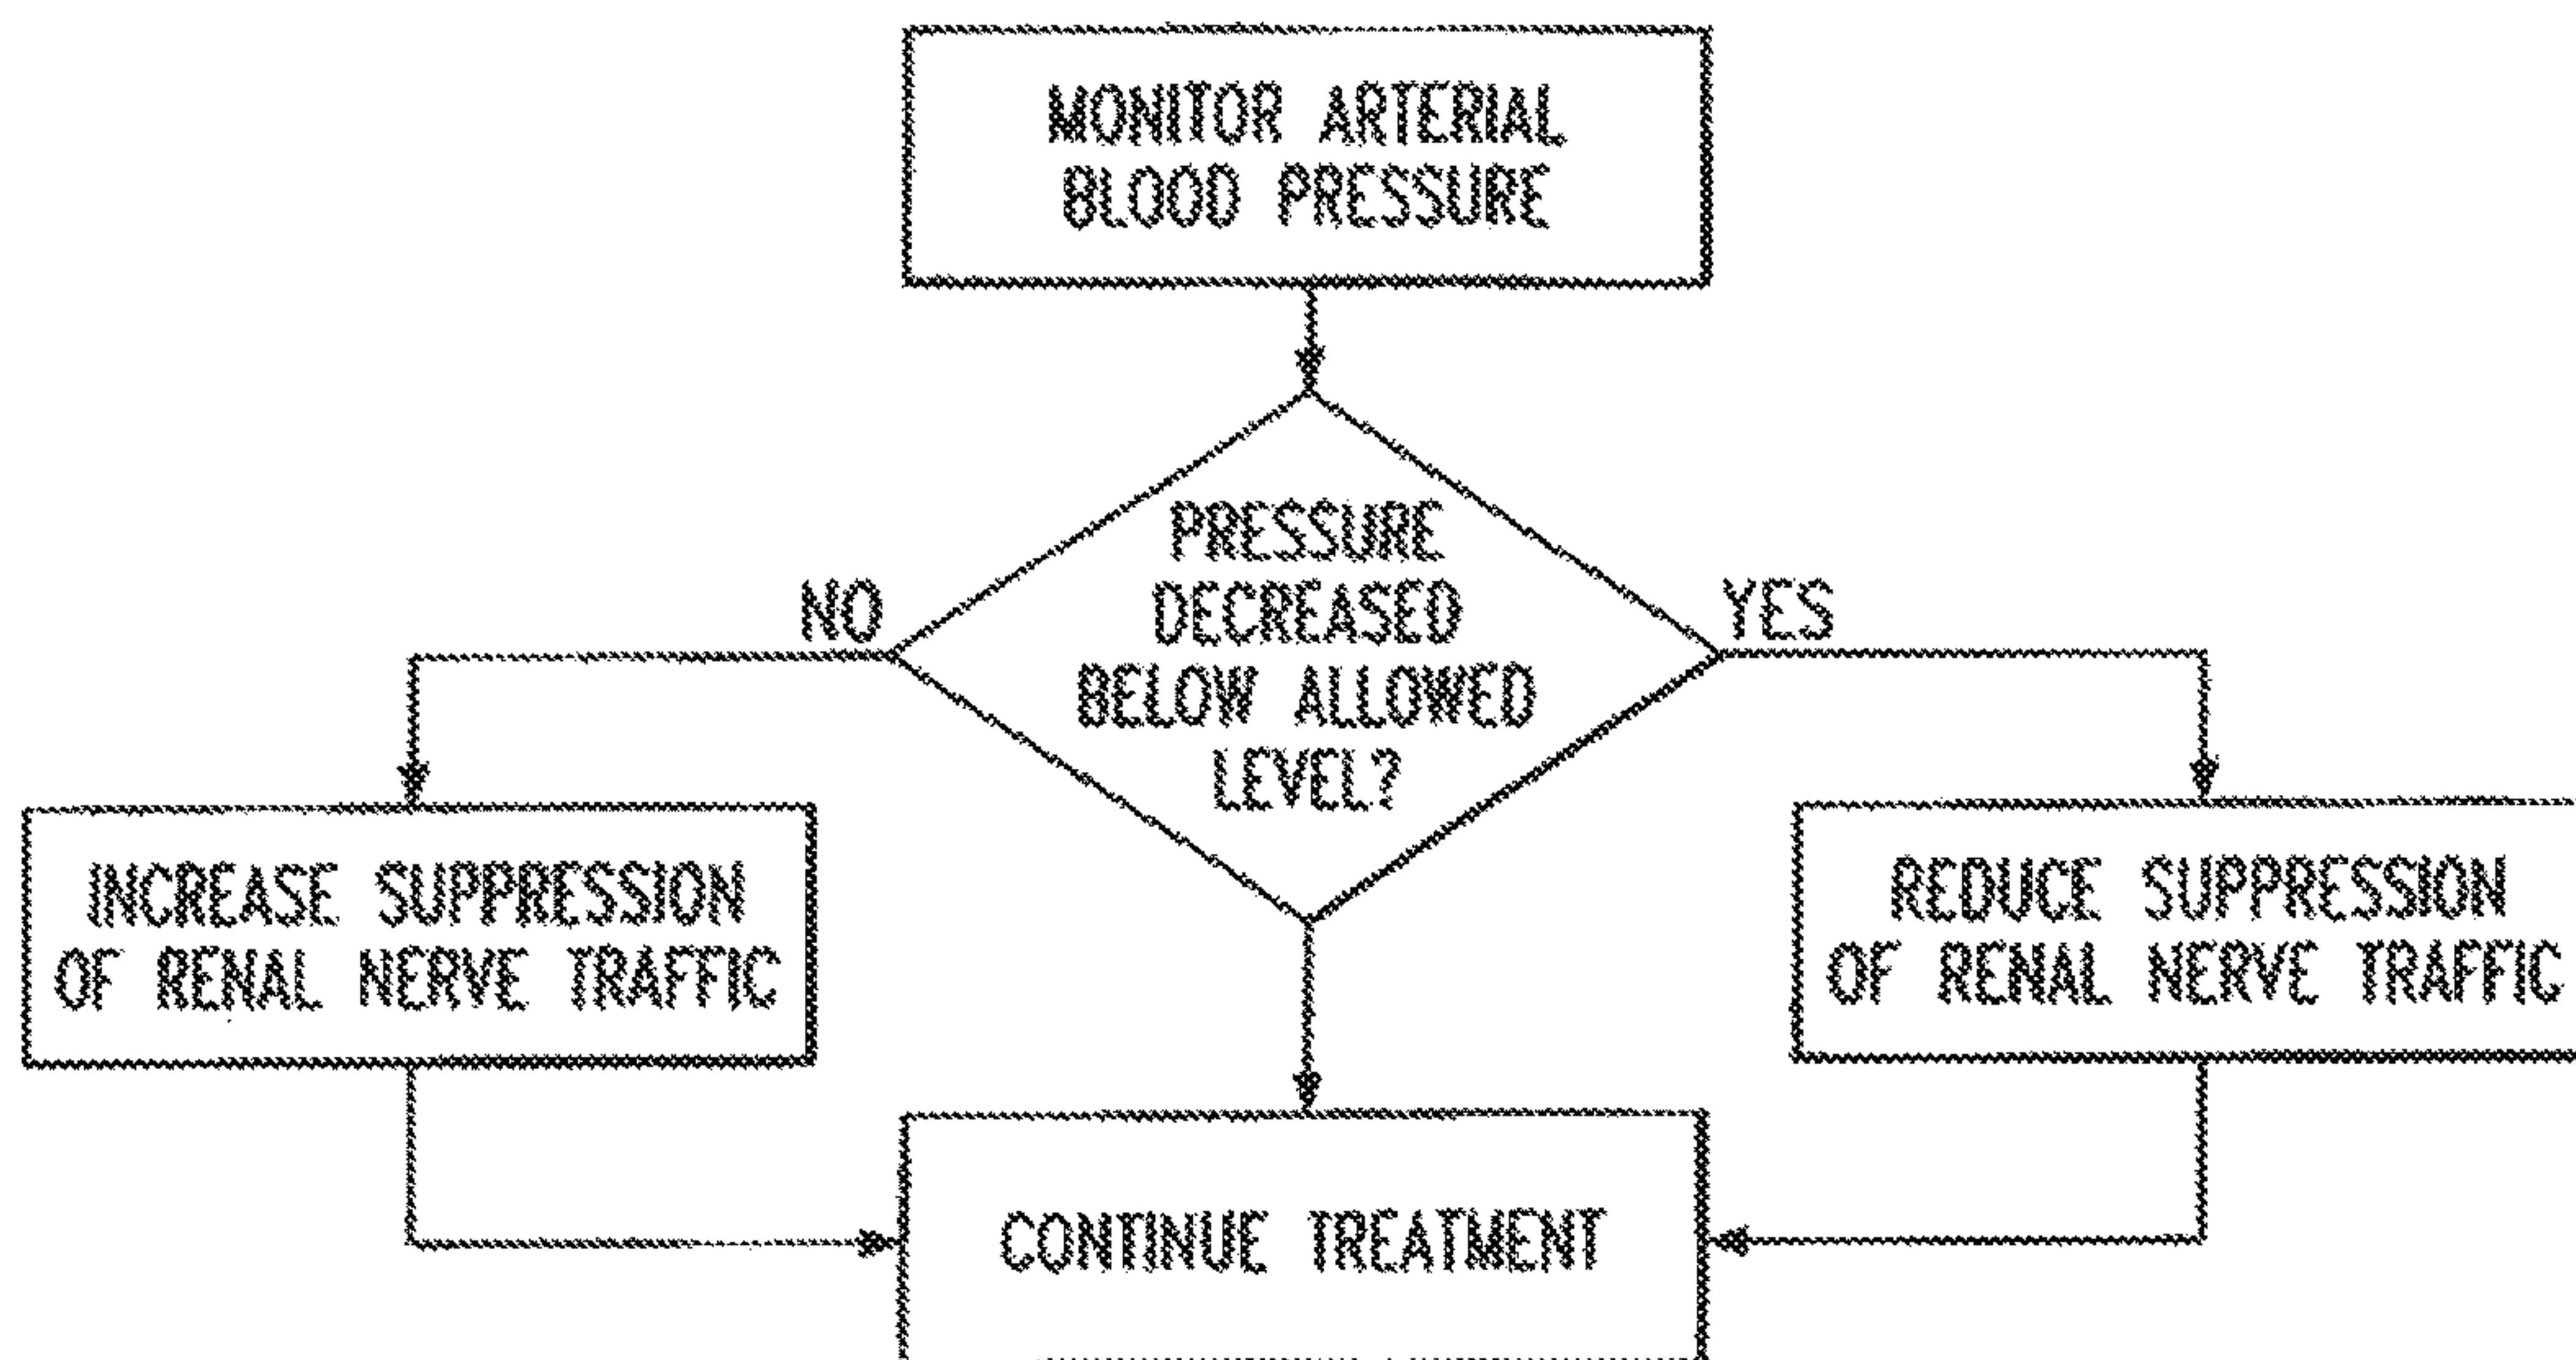 MONITOR ARTERIAL
BLOOD PRESSURE
PRESSURE
DECREASED
BELOW ALLOWED
LEVEL?
NO
YES
INCREASE SUPPRESSION
OF RENAL NERVE TRAFFIC
REDUCE SUPPRESSION
OF RENAL NERVE TRAFFIC
CONTINUE TREATMENT